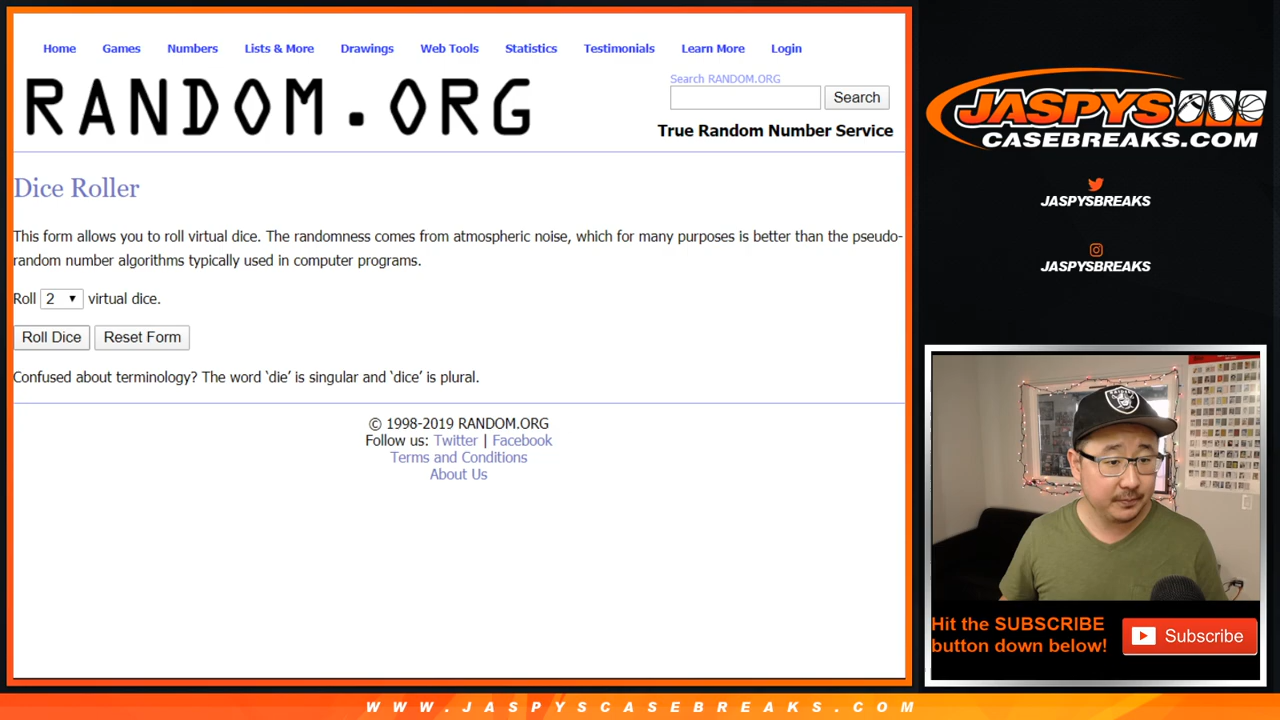 Home Games Numbers Lists & More Drawings Web Tools Statistics Testimonials Learn More Login
RANDOM.ORG
Search RANDOM.ORG
Search
True Random Number Service
Dice Roller
This form allows you to roll virtual dice. The randomness comes from atmospheric noise, which for many purposes is better than the pseudo-
random number algorithms typically used in computer programs.
Roll 2 virtual dice.
Roll Dice Reset Form
Confused about terminology? The word ‘die’ is singular and ‘dice’ is plural.
© 1998-2019 RANDOM.ORG
Follow us: Twitter | Facebook
Terms and Conditions
About Us
JASPYS
CASEBREAKS.COM
JASPYSBREAKS
JASPYSBREAKS
RAIDERS
Hit the SUBSCRIBE
button down below!
Subscribe
WWW.JASPYSCASEBREAKS.COM